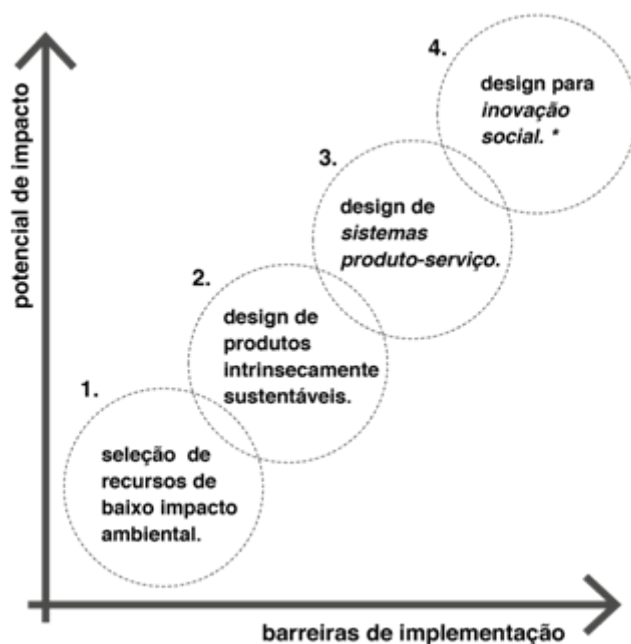 potencial de impacto
4.
design para
inovação
social. *
3.
design de
sistemas
produto-serviço.
2.
design de
produtos
intrinsecamente
sustentáveis.
1.
seleção de
recursos de
baixo impacto
ambiental.
barreiras de implementação